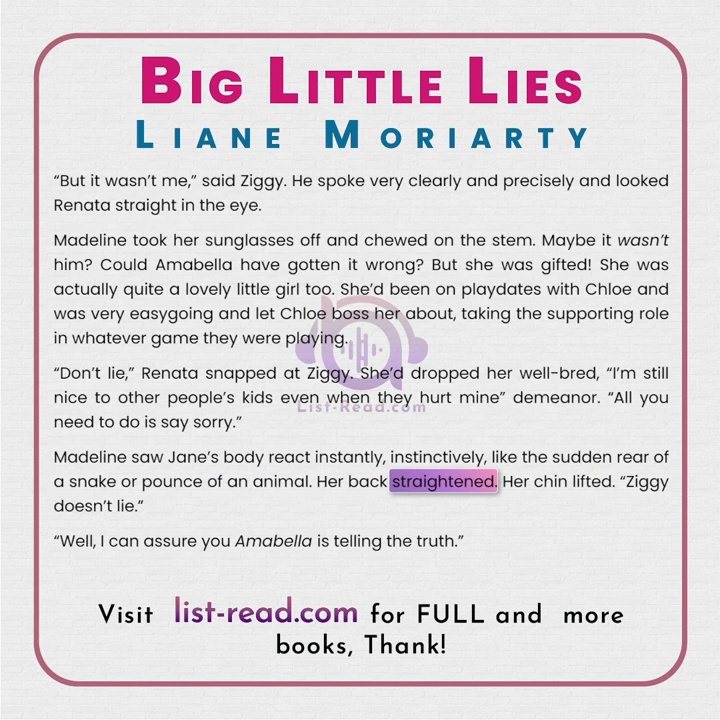 BIG LITTLE LIES
LIANE MORIARTY
“But it wasn’t me,” said Ziggy. He spoke very clearly and precisely and looked
Renata straight in the eye.
Madeline took her sunglasses off and chewed on the stem. Maybe it wasn’t
him? Could Amabella have gotten it wrong? But she was gifted! She was
actually quite a lovely little girl too. She’d been on playdates with Chloe and
was very easygoing and let Chloe boss her about, taking the supporting role
in whatever game they were playing.
“Don’t lie,” Renata snapped at Ziggy. She’d dropped her well-bred, “I’m still
nice to other people’s kids even when they hurt mine” demeanor. “All you
List-Read.com
need to do is say sorry.”
Madeline saw Jane’s body react instantly, instinctively, like the sudden rear of
a snake or pounce of an animal. Her back straightened. Her chin lifted. “Ziggy
doesn’t lie.”
“Well, I can assure you Amabella is telling the truth.”
Visit list-read.com for FULL and more
books, Thank!